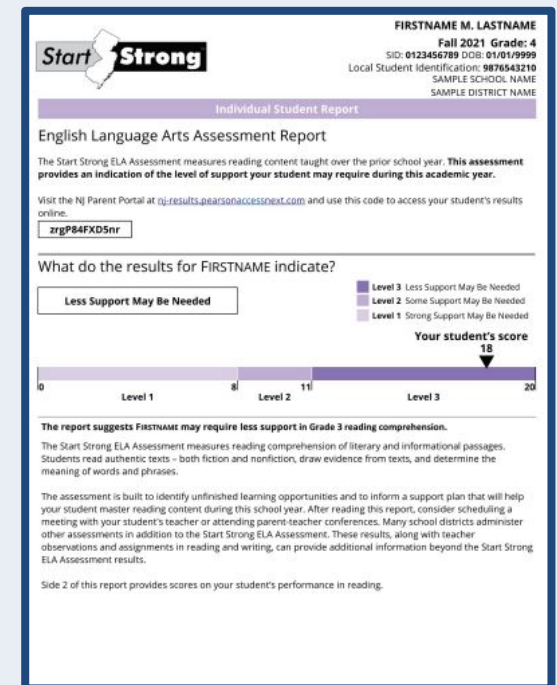 Start Strong
FIRSTNAME M. LASTNAME
Fall 2021 Grade: 4
SID: 0123456789 DOB: 01/01/9999
Local Student Identification: 9876543210
SAMPLE SCHOOL NAME
SAMPLE DISTRICT NAME
Individual Student Report
English Language Arts Assessment Report
The Start Strong ELA Assessment measures reading content taught over the prior school year. This assessment
provides an indication of the level of support your student may require during this academic year.
Visit the NJ Parent Portal at nj-results.pearsonaccessnext.com and use this code to access your student's results
online.
zrgP84FXD5nr
What do the results for FIRSTNAME indicate?
Less Support May Be Needed
Level 3 Less Support May Be Needed
Level 2 Some Support May Be Needed
Level 1 Strong Support May Be Needed
Your student's score
18
0 8 11 20
Level 1 Level 2 Level 3
The report suggests FIRSTNAME may require less support in Grade 3 reading comprehension.
The Start Strong ELA Assessment measures reading comprehension of literary and informational passages.
Students read authentic texts – both fiction and nonfiction, draw evidence from texts, and determine the
meaning of words and phrases.
The assessment is built to identify unfinished learning opportunities and to inform a support plan that will help
your student master reading content during this school year. After reading this report, consider scheduling a
meeting with your student's teacher or attending parent-teacher conferences. Many school districts administer
other assessments in addition to the Start Strong ELA Assessment. These results, along with teacher
observations and assignments in reading and writing, can provide additional information beyond the Start Strong
ELA Assessment results.
Side 2 of this report provides scores on your student's performance in reading.